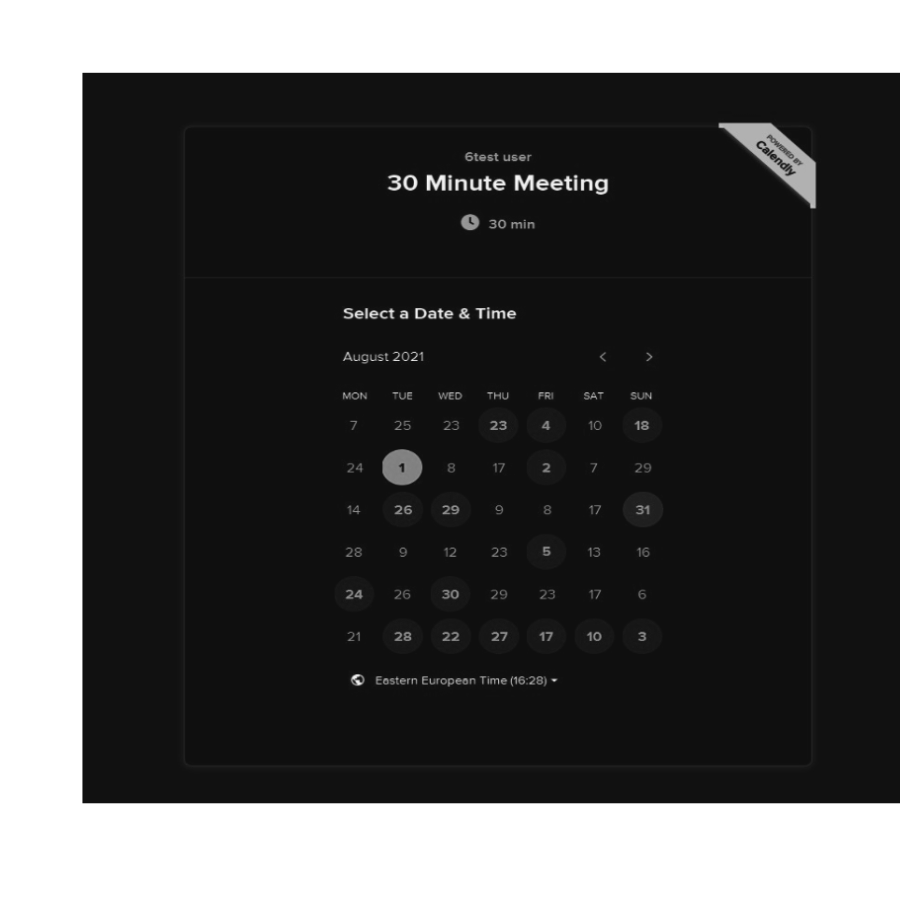 POWERED BY
Calendly
6test user
30 Minute Meeting
30 min
Select a Date & Time
August 2021
MON TUE WED THU FRI SAT SUN
7 25 23 23 4 10 18
24 1 8 17 2 7 29
14 26 29 9 8 17 31
28 9 12 23 5 13 16
24 26 30 29 23 17 6
21 28 22 27 17 10 3
Eastern European Time (16:28)